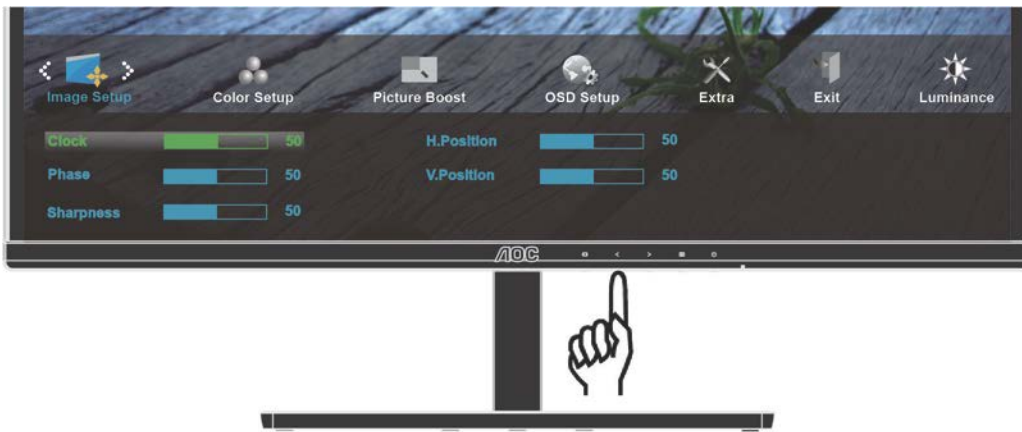 Image Setup Color Setup Picture Boost OSD Setup Extra Exit Luminance
Clock 50 H.Position 50
Phase 50 V.Position 50
Sharpness 50
AOC